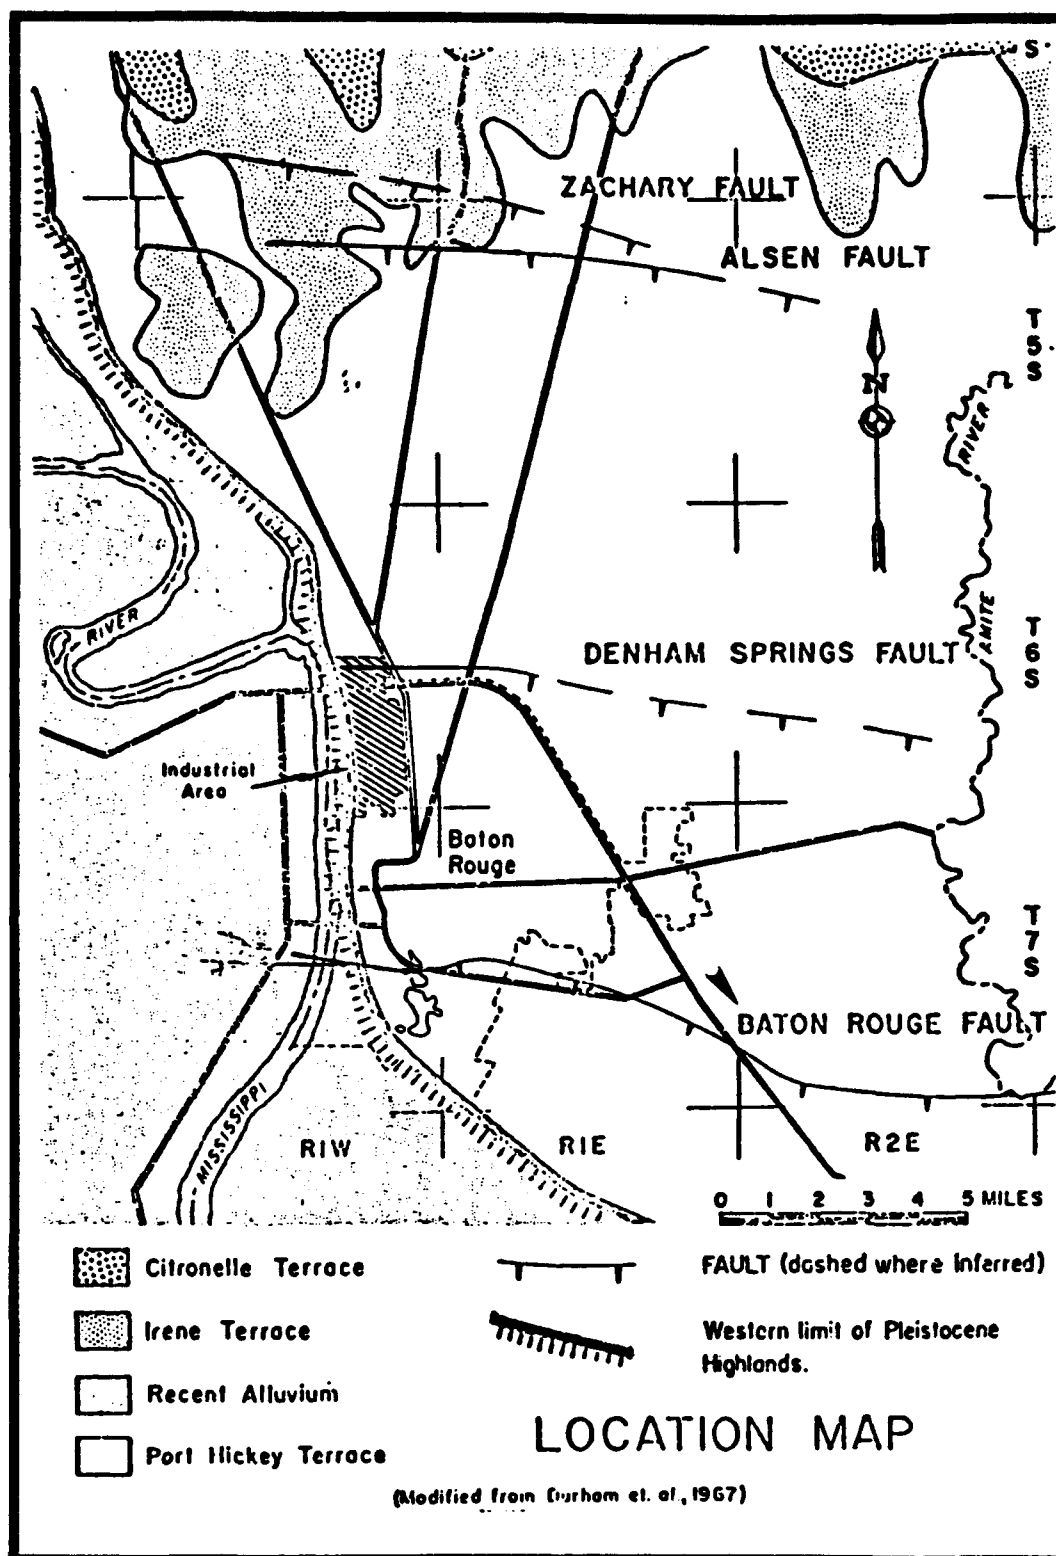 S
ZACHARY FAULT
ALSEN FAULT
T
5
S
N
RIVER
RIVER
AMITE
DENHAM SPRINGS FAULT
T
6
S
Industrial
Area
Baton
Rouge
T
7
S
BATON ROUGE FAULT
MISSISSIPPI
R1W
R1E
R2E
0 1 2 3 4 5 MILES
Citronelle Terrace
FAULT (dashed where Inferred)
Irene Terrace
Western limit of Pleistocene
Highlands.
Recent Alluvium
Port Hickey Terrace
LOCATION MAP
(Modified from Durham et. al., 1967)